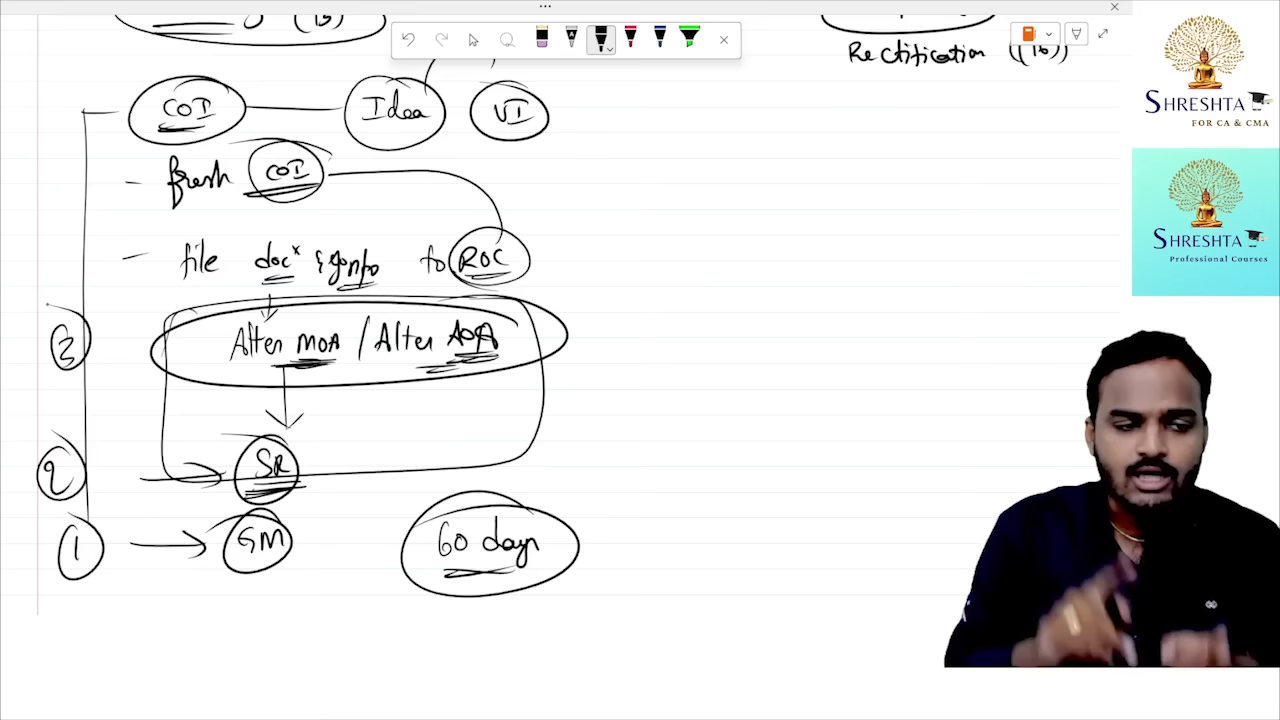 (13)
Rectification ((16))
COI Idea VI
- fresh COI
- file doc* & info to ROC
3 Alter MOA / Alter AOA
2 → SR
1 → GM 60 days
SHRESHTA
FOR CA & CMA
SHRESHTA
Professional Courses